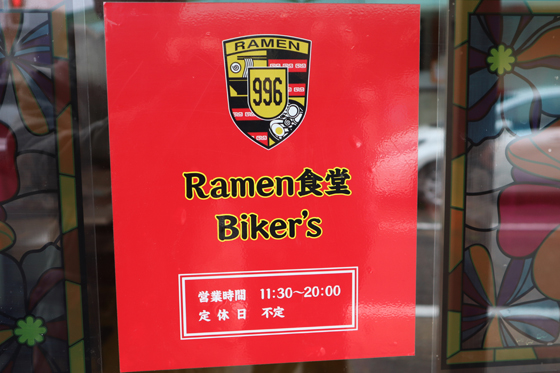 RAMEN
996
Ramen食堂
Biker's
営業時間 11:30～20:00
定休日 不定